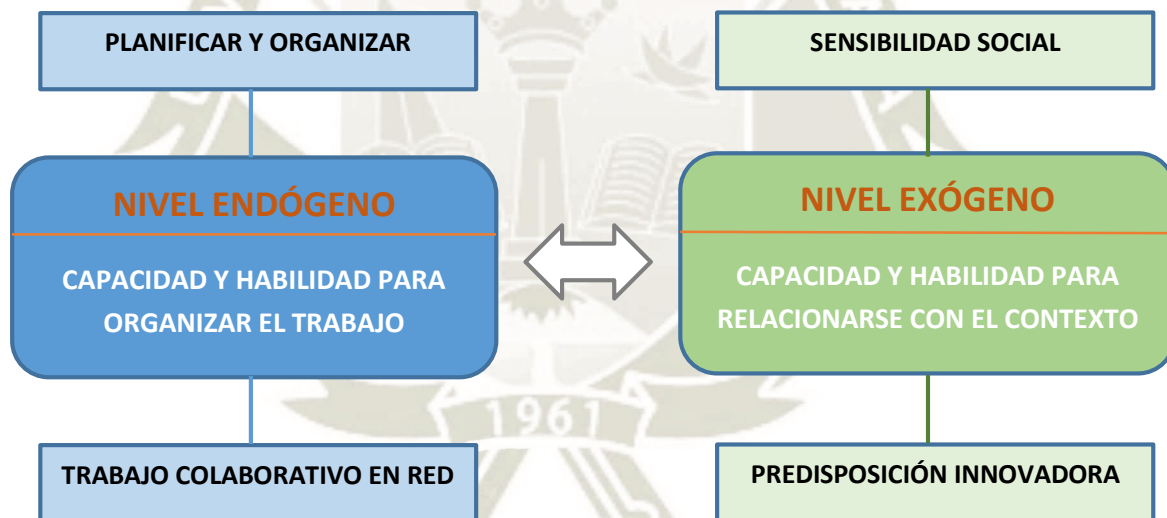 PLANIFICAR Y ORGANIZAR
SENSIBILIDAD SOCIAL
NIVEL ENDÓGENO
CAPACIDAD Y HABILIDAD PARA
ORGANIZAR EL TRABAJO
NIVEL EXÓGENO
CAPACIDAD Y HABILIDAD PARA
RELACIONARSE CON EL CONTEXTO
1961
TRABAJO COLABORATIVO EN RED
PREDISPOSICIÓN INNOVADORA